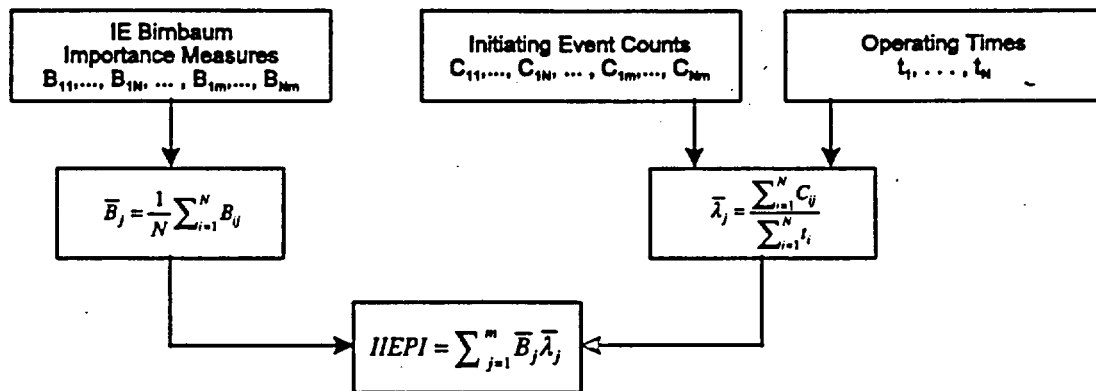 IE Birnbaum
Importance Measures
B₁₁,..., B₁N, ... , B₁m,..., BNm
Initiating Event Counts
C₁₁,..., C₁N, ... , C₁m,..., CNm
Operating Times
t₁, . . . , tN
B̄j = 1/N ∑ᵢ₌₁ᴺ Bij
λ̄j = ∑ᵢ₌₁ᴺ Cij / ∑ᵢ₌₁ᴺ ti
IIEPI = ∑ⱼ₌₁ᵐ B̄j λ̄j